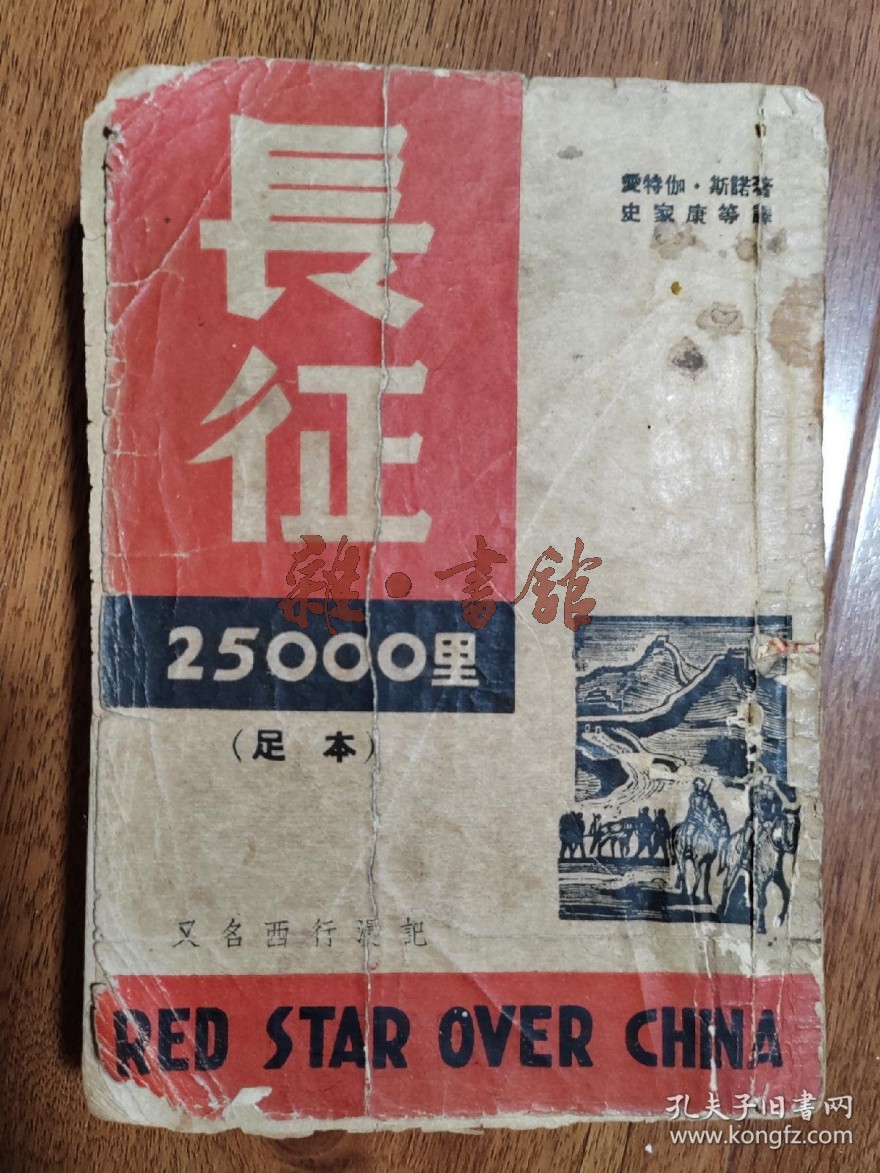 長征
25000里
（足本）
愛特伽·斯諾著
史家康等譯
又名西行漫記
RED STAR OVER CHINA
雜·書館
孔夫子旧書网
www.kongfz.com